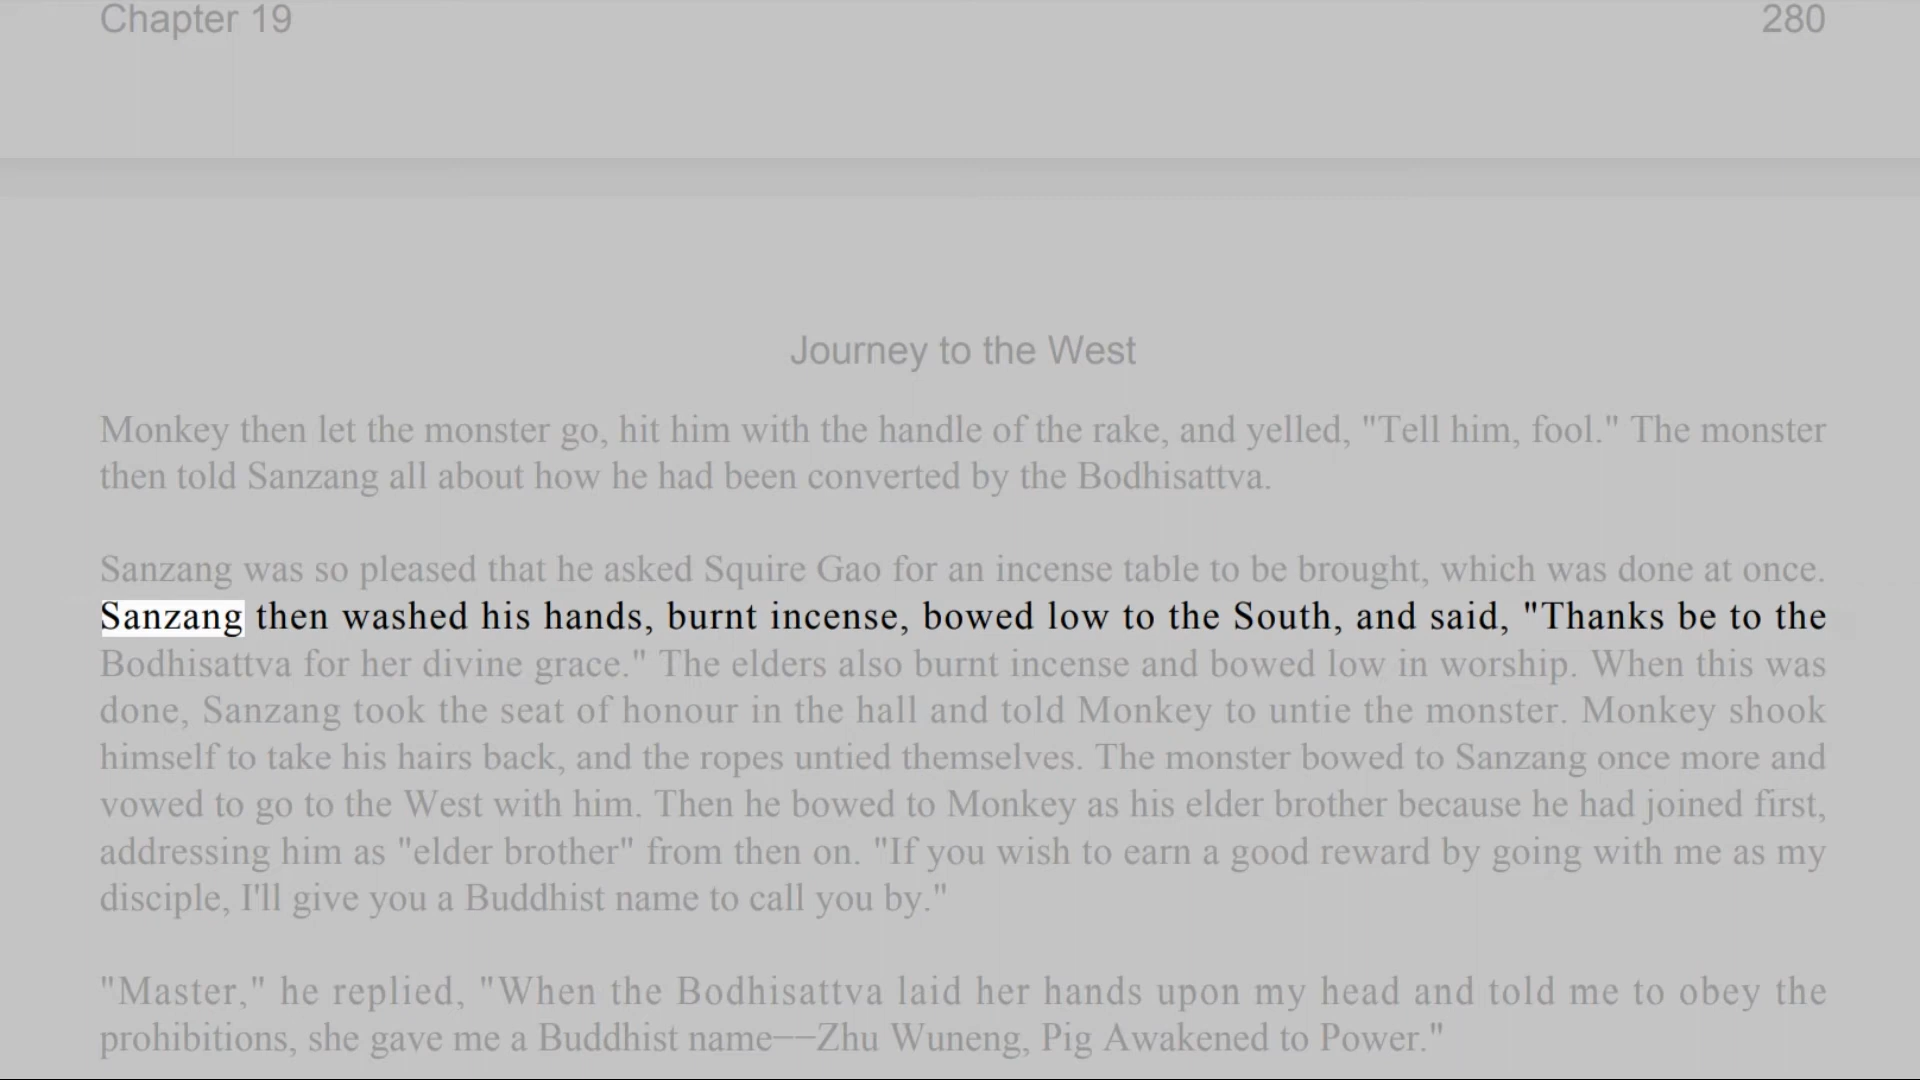 Chapter 19 280
Journey to the West
Monkey then let the monster go, hit him with the handle of the rake, and yelled, "Tell him, fool." The monster
then told Sanzang all about how he had been converted by the Bodhisattva.
Sanzang was so pleased that he asked Squire Gao for an incense table to be brought, which was done at once.
Sanzang then washed his hands, burnt incense, bowed low to the South, and said, "Thanks be to the
Bodhisattva for her divine grace." The elders also burnt incense and bowed low in worship. When this was
done, Sanzang took the seat of honour in the hall and told Monkey to untie the monster. Monkey shook
himself to take his hairs back, and the ropes untied themselves. The monster bowed to Sanzang once more and
vowed to go to the West with him. Then he bowed to Monkey as his elder brother because he had joined first,
addressing him as "elder brother" from then on. "If you wish to earn a good reward by going with me as my
disciple, I'll give you a Buddhist name to call you by."
"Master," he replied, "When the Bodhisattva laid her hands upon my head and told me to obey the
prohibitions, she gave me a Buddhist name−−Zhu Wuneng, Pig Awakened to Power."